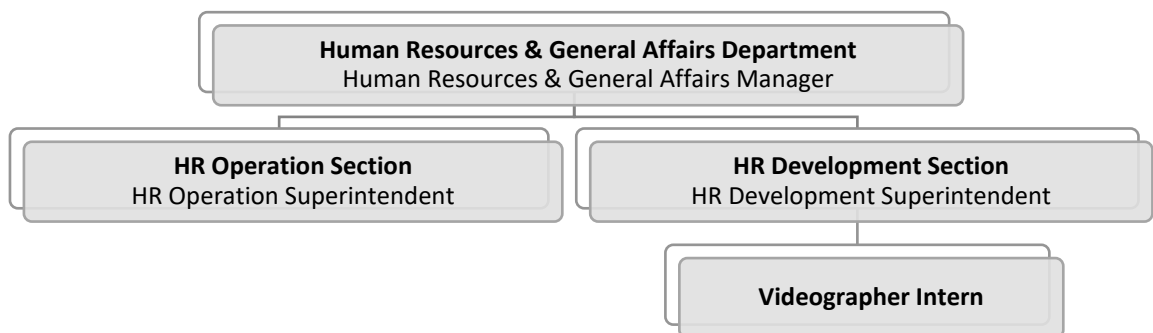 Human Resources & General Affairs Department
Human Resources & General Affairs Manager
HR Operation Section
HR Operation Superintendent
HR Development Section
HR Development Superintendent
Videographer Intern